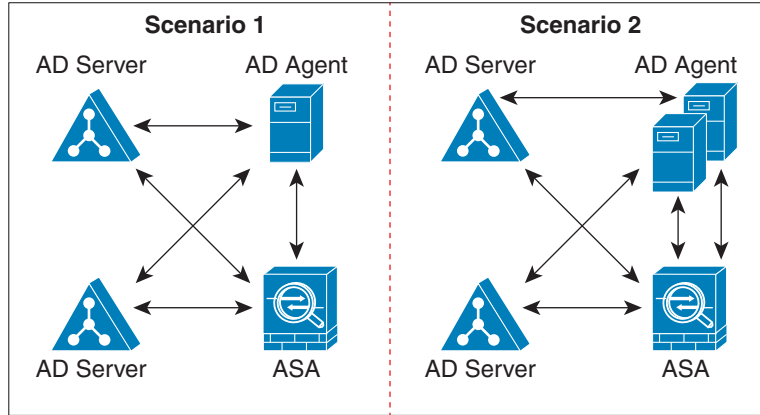 Scenario 1
AD Server
AD Agent
AD Server
ASA
Scenario 2
AD Server
AD Agent
AD Server
ASA